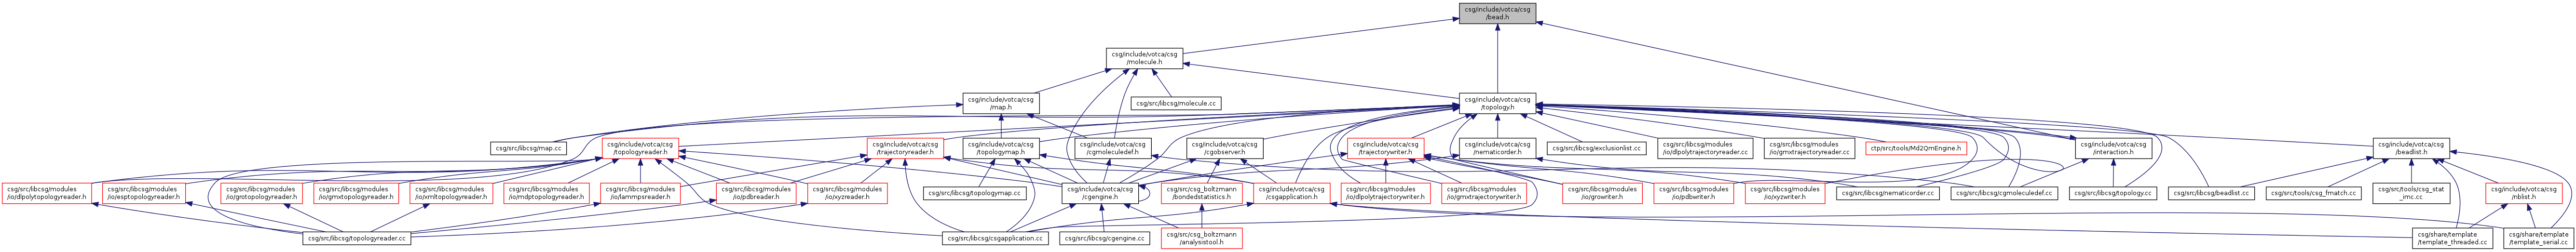 csg/include/votca/csg
/bead.h
csg/include/votca/csg
/molecule.h
csg/include/votca/csg
/map.h
csg/src/libcsg/molecule.cc
csg/include/votca/csg
/topology.h
csg/src/libcsg/map.cc
csg/include/votca/csg
/topologyreader.h
csg/include/votca/csg
/trajectoryreader.h
csg/include/votca/csg
/topologymap.h
csg/include/votca/csg
/cgmoleculedef.h
csg/include/votca/csg
/cgobserver.h
csg/include/votca/csg
/trajectorywriter.h
csg/include/votca/csg
/nematicorder.h
csg/src/libcsg/exclusionlist.cc
csg/src/libcsg/modules
/io/dlpolytrajectoryreader.cc
csg/src/libcsg/modules
/io/gmxtrajectoryreader.cc
ctp/src/tools/Md2QmEngine.h
csg/include/votca/csg
/interaction.h
csg/include/votca/csg
/beadlist.h
csg/src/libcsg/modules
/io/dlpolytopologyreader.h
csg/src/libcsg/modules
/io/esptopologyreader.h
csg/src/libcsg/modules
/io/grotopologyreader.h
csg/src/libcsg/modules
/io/gmxtopologyreader.h
csg/src/libcsg/modules
/io/xmltopologyreader.h
csg/src/libcsg/modules
/io/mdptopologyreader.h
csg/src/libcsg/modules
/io/lammpsreader.h
csg/src/libcsg/modules
/io/pdbreader.h
csg/src/libcsg/modules
/io/xyzreader.h
csg/src/libcsg/topologymap.cc
csg/include/votca/csg
/cgengine.h
csg/src/csg_boltzmann
/bondedstatistics.h
csg/include/votca/csg
/csgapplication.h
csg/src/libcsg/modules
/io/dlpolytrajectorywriter.h
csg/src/libcsg/modules
/io/gmxtrajectorywriter.h
csg/src/libcsg/modules
/io/growriter.h
csg/src/libcsg/modules
/io/pdbwriter.h
csg/src/libcsg/modules
/io/xyzwriter.h
csg/src/libcsg/nematicorder.cc
csg/src/libcsg/cgmoleculedef.cc
csg/src/libcsg/topology.cc
csg/src/libcsg/beadlist.cc
csg/src/tools/csg_fmatch.cc
csg/src/tools/csg_stat
_imc.cc
csg/include/votca/csg
/nblist.h
csg/src/libcsg/topologyreader.cc
csg/src/libcsg/csgapplication.cc
csg/src/libcsg/cgengine.cc
csg/src/csg_boltzmann
/analysistool.h
csg/share/template
/template_threaded.cc
csg/share/template
/template_serial.cc